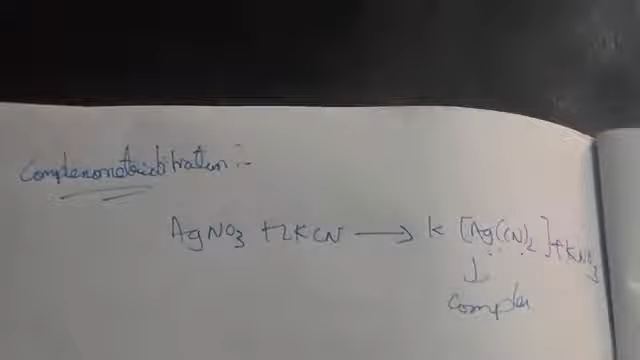 Complexometric titration :-
AgNO3 + 2KCN ⟶ K [Ag(CN)2] + KNO3
↓
Complex